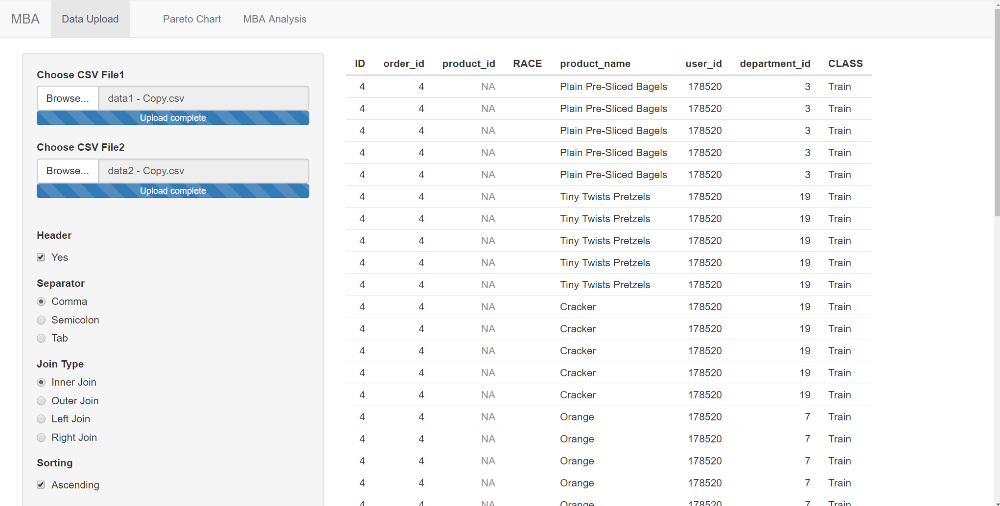 MBA Data Upload Pareto Chart MBA Analysis
Choose CSV File1
Browse... data1 - Copy.csv
Upload complete
Choose CSV File2
Browse... data2 - Copy.csv
Upload complete
Header
Yes
Separator
Comma
Semicolon
Tab
Join Type
Inner Join
Outer Join
Left Join
Right Join
Sorting
Ascending
ID order_id product_id RACE product_name user_id department_id CLASS
4 4 NA Plain Pre-Sliced Bagels 178520 3 Train
4 4 NA Plain Pre-Sliced Bagels 178520 3 Train
4 4 NA Plain Pre-Sliced Bagels 178520 3 Train
4 4 NA Plain Pre-Sliced Bagels 178520 3 Train
4 4 NA Plain Pre-Sliced Bagels 178520 3 Train
4 4 NA Tiny Twists Pretzels 178520 19 Train
4 4 NA Tiny Twists Pretzels 178520 19 Train
4 4 NA Tiny Twists Pretzels 178520 19 Train
4 4 NA Tiny Twists Pretzels 178520 19 Train
4 4 NA Tiny Twists Pretzels 178520 19 Train
4 4 NA Cracker 178520 19 Train
4 4 NA Cracker 178520 19 Train
4 4 NA Cracker 178520 19 Train
4 4 NA Cracker 178520 19 Train
4 4 NA Cracker 178520 19 Train
4 4 NA Orange 178520 7 Train
4 4 NA Orange 178520 7 Train
4 4 NA Orange 178520 7 Train
4 4 NA Orange 178520 7 Train
4 4 NA Orange 178520 7 Train